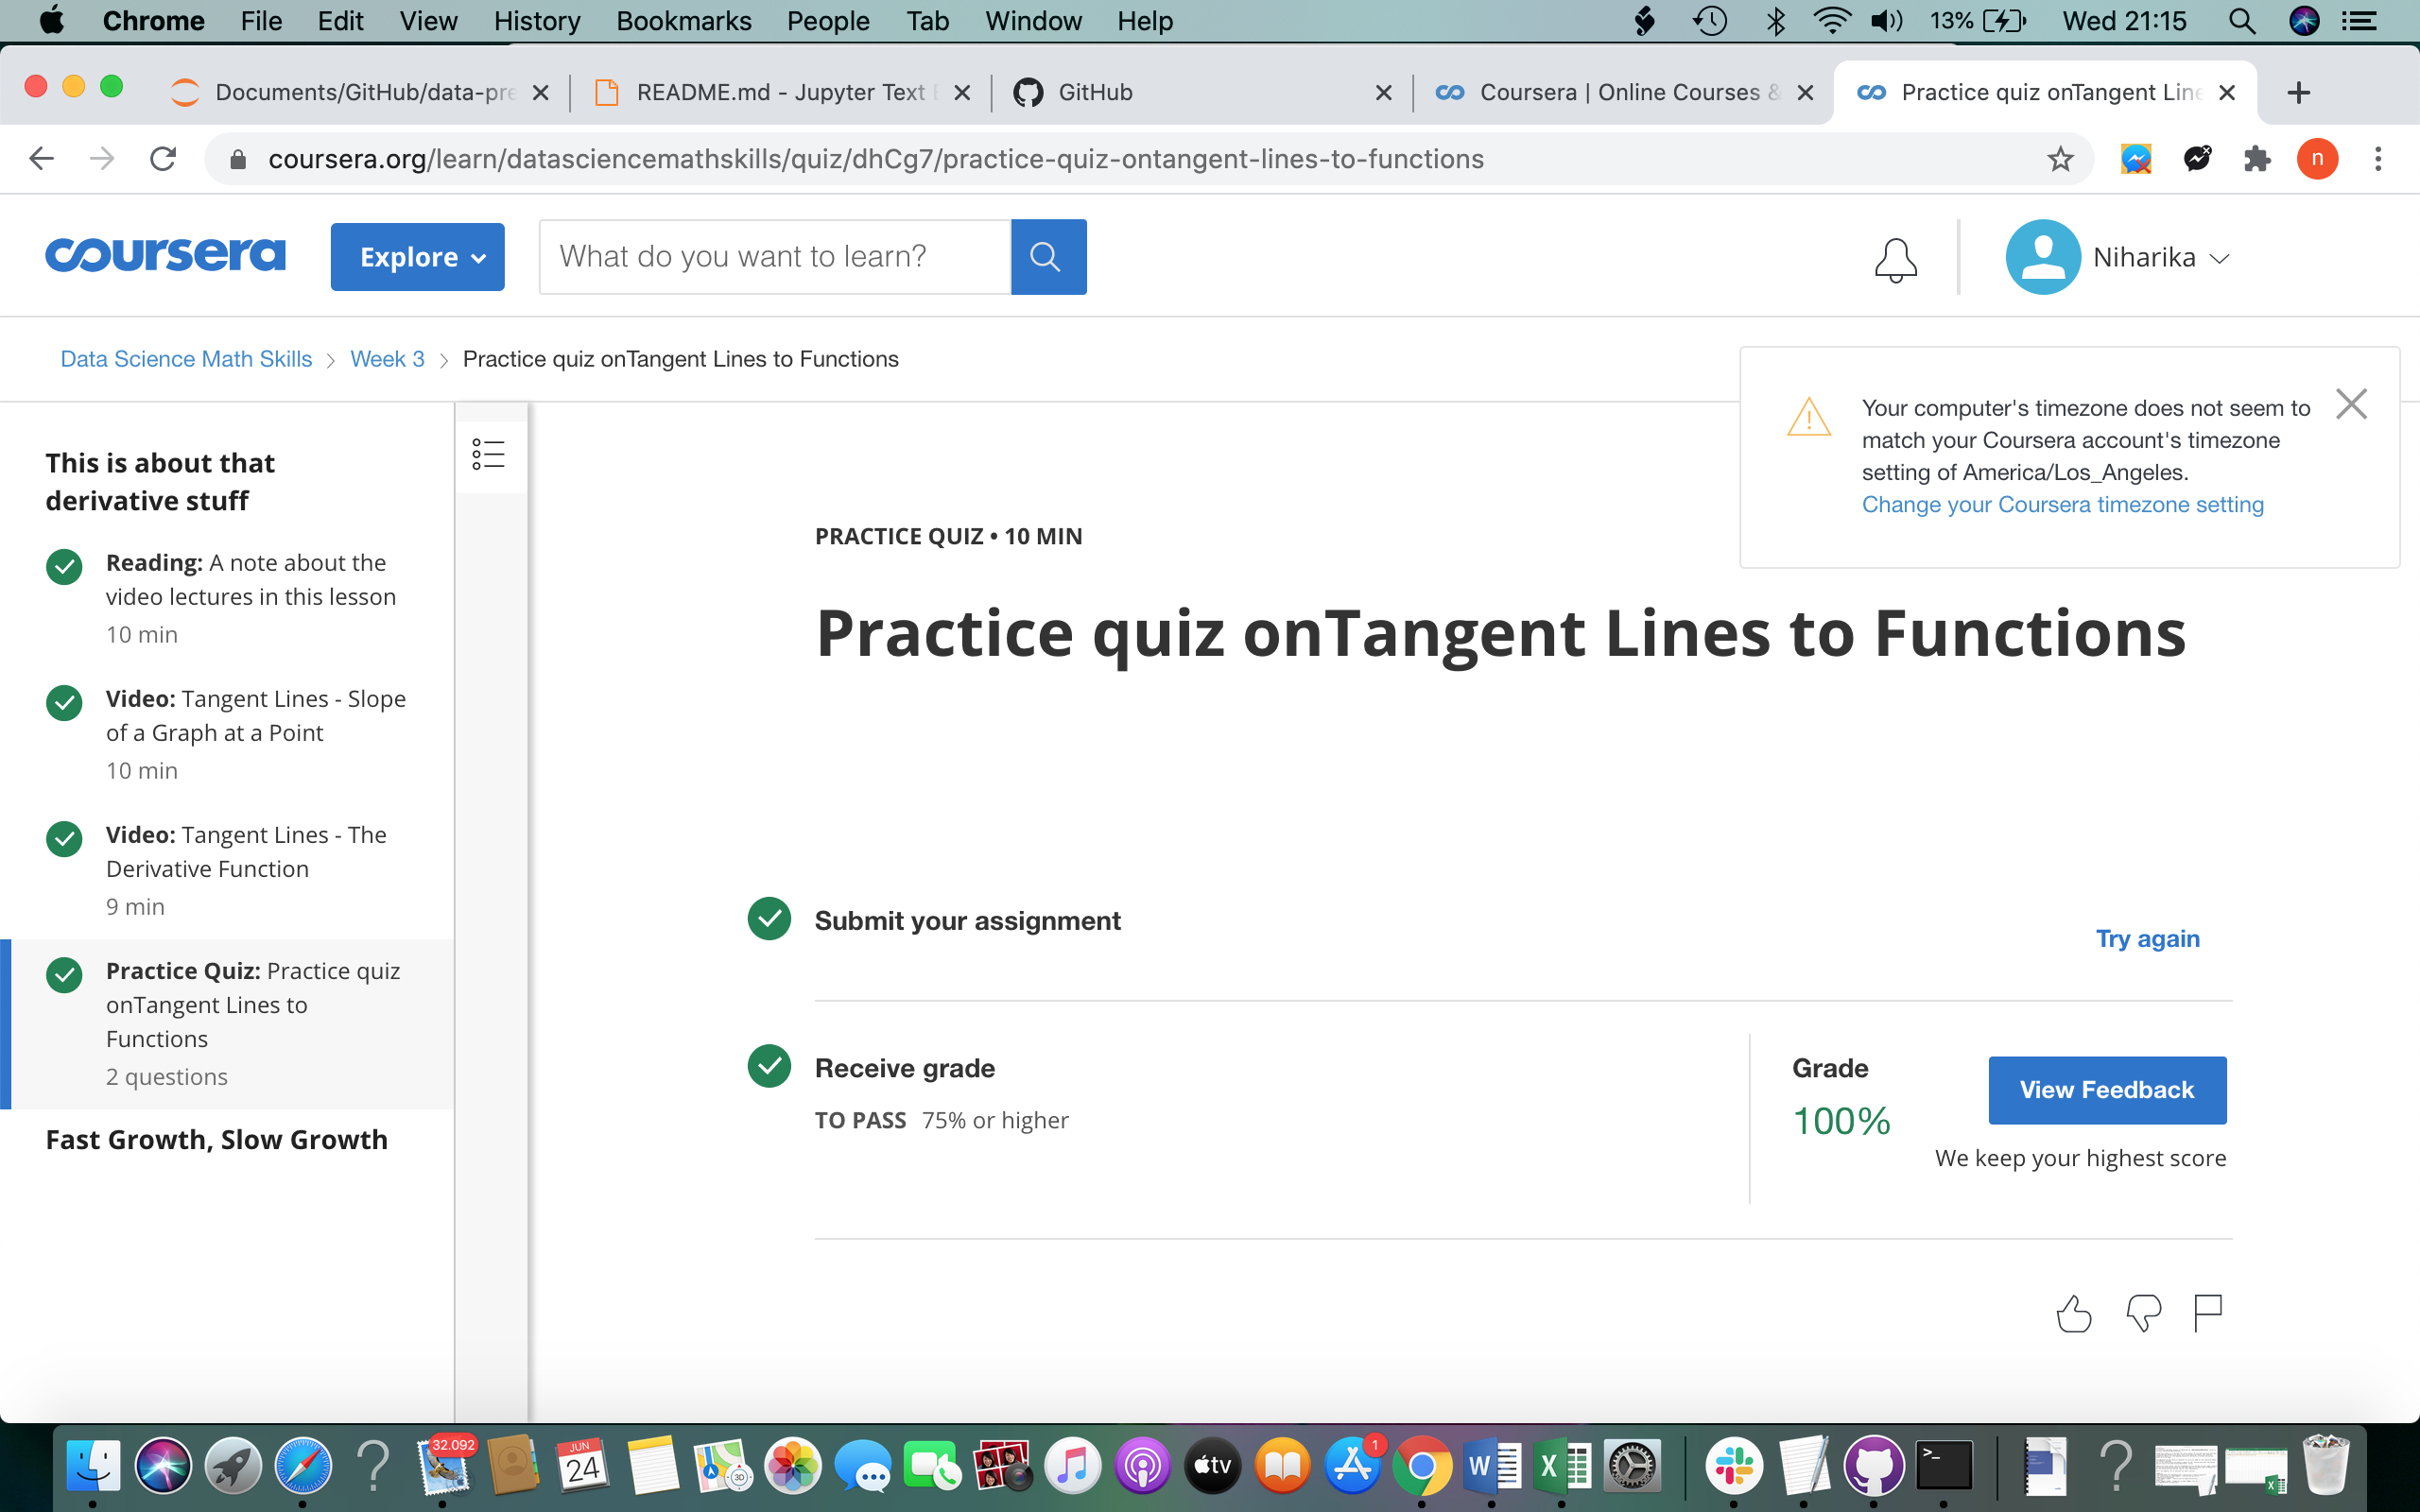 Chrome File Edit View History Bookmarks People Tab Window Help 13% Wed 21:15
Documents/GitHub/data-pre README.md - Jupyter Text E GitHub Coursera | Online Courses & Practice quiz onTangent Line
coursera.org/learn/datasciencemathskills/quiz/dhCg7/practice-quiz-ontangent-lines-to-functions n
coursera Explore What do you want to learn? Niharika
Data Science Math Skills > Week 3 > Practice quiz onTangent Lines to Functions
Your computer's timezone does not seem to
match your Coursera account's timezone
setting of America/Los_Angeles.
Change your Coursera timezone setting
This is about that
derivative stuff
Reading: A note about the
video lectures in this lesson
10 min
Video: Tangent Lines - Slope
of a Graph at a Point
10 min
Video: Tangent Lines - The
Derivative Function
9 min
Practice Quiz: Practice quiz
onTangent Lines to
Functions
2 questions
Fast Growth, Slow Growth
PRACTICE QUIZ • 10 MIN
Practice quiz onTangent Lines to Functions
Submit your assignment
Try again
Receive grade
TO PASS 75% or higher
Grade
100%
View Feedback
We keep your highest score
32.092
JUN
24
3D
tv
1
W
X
>_